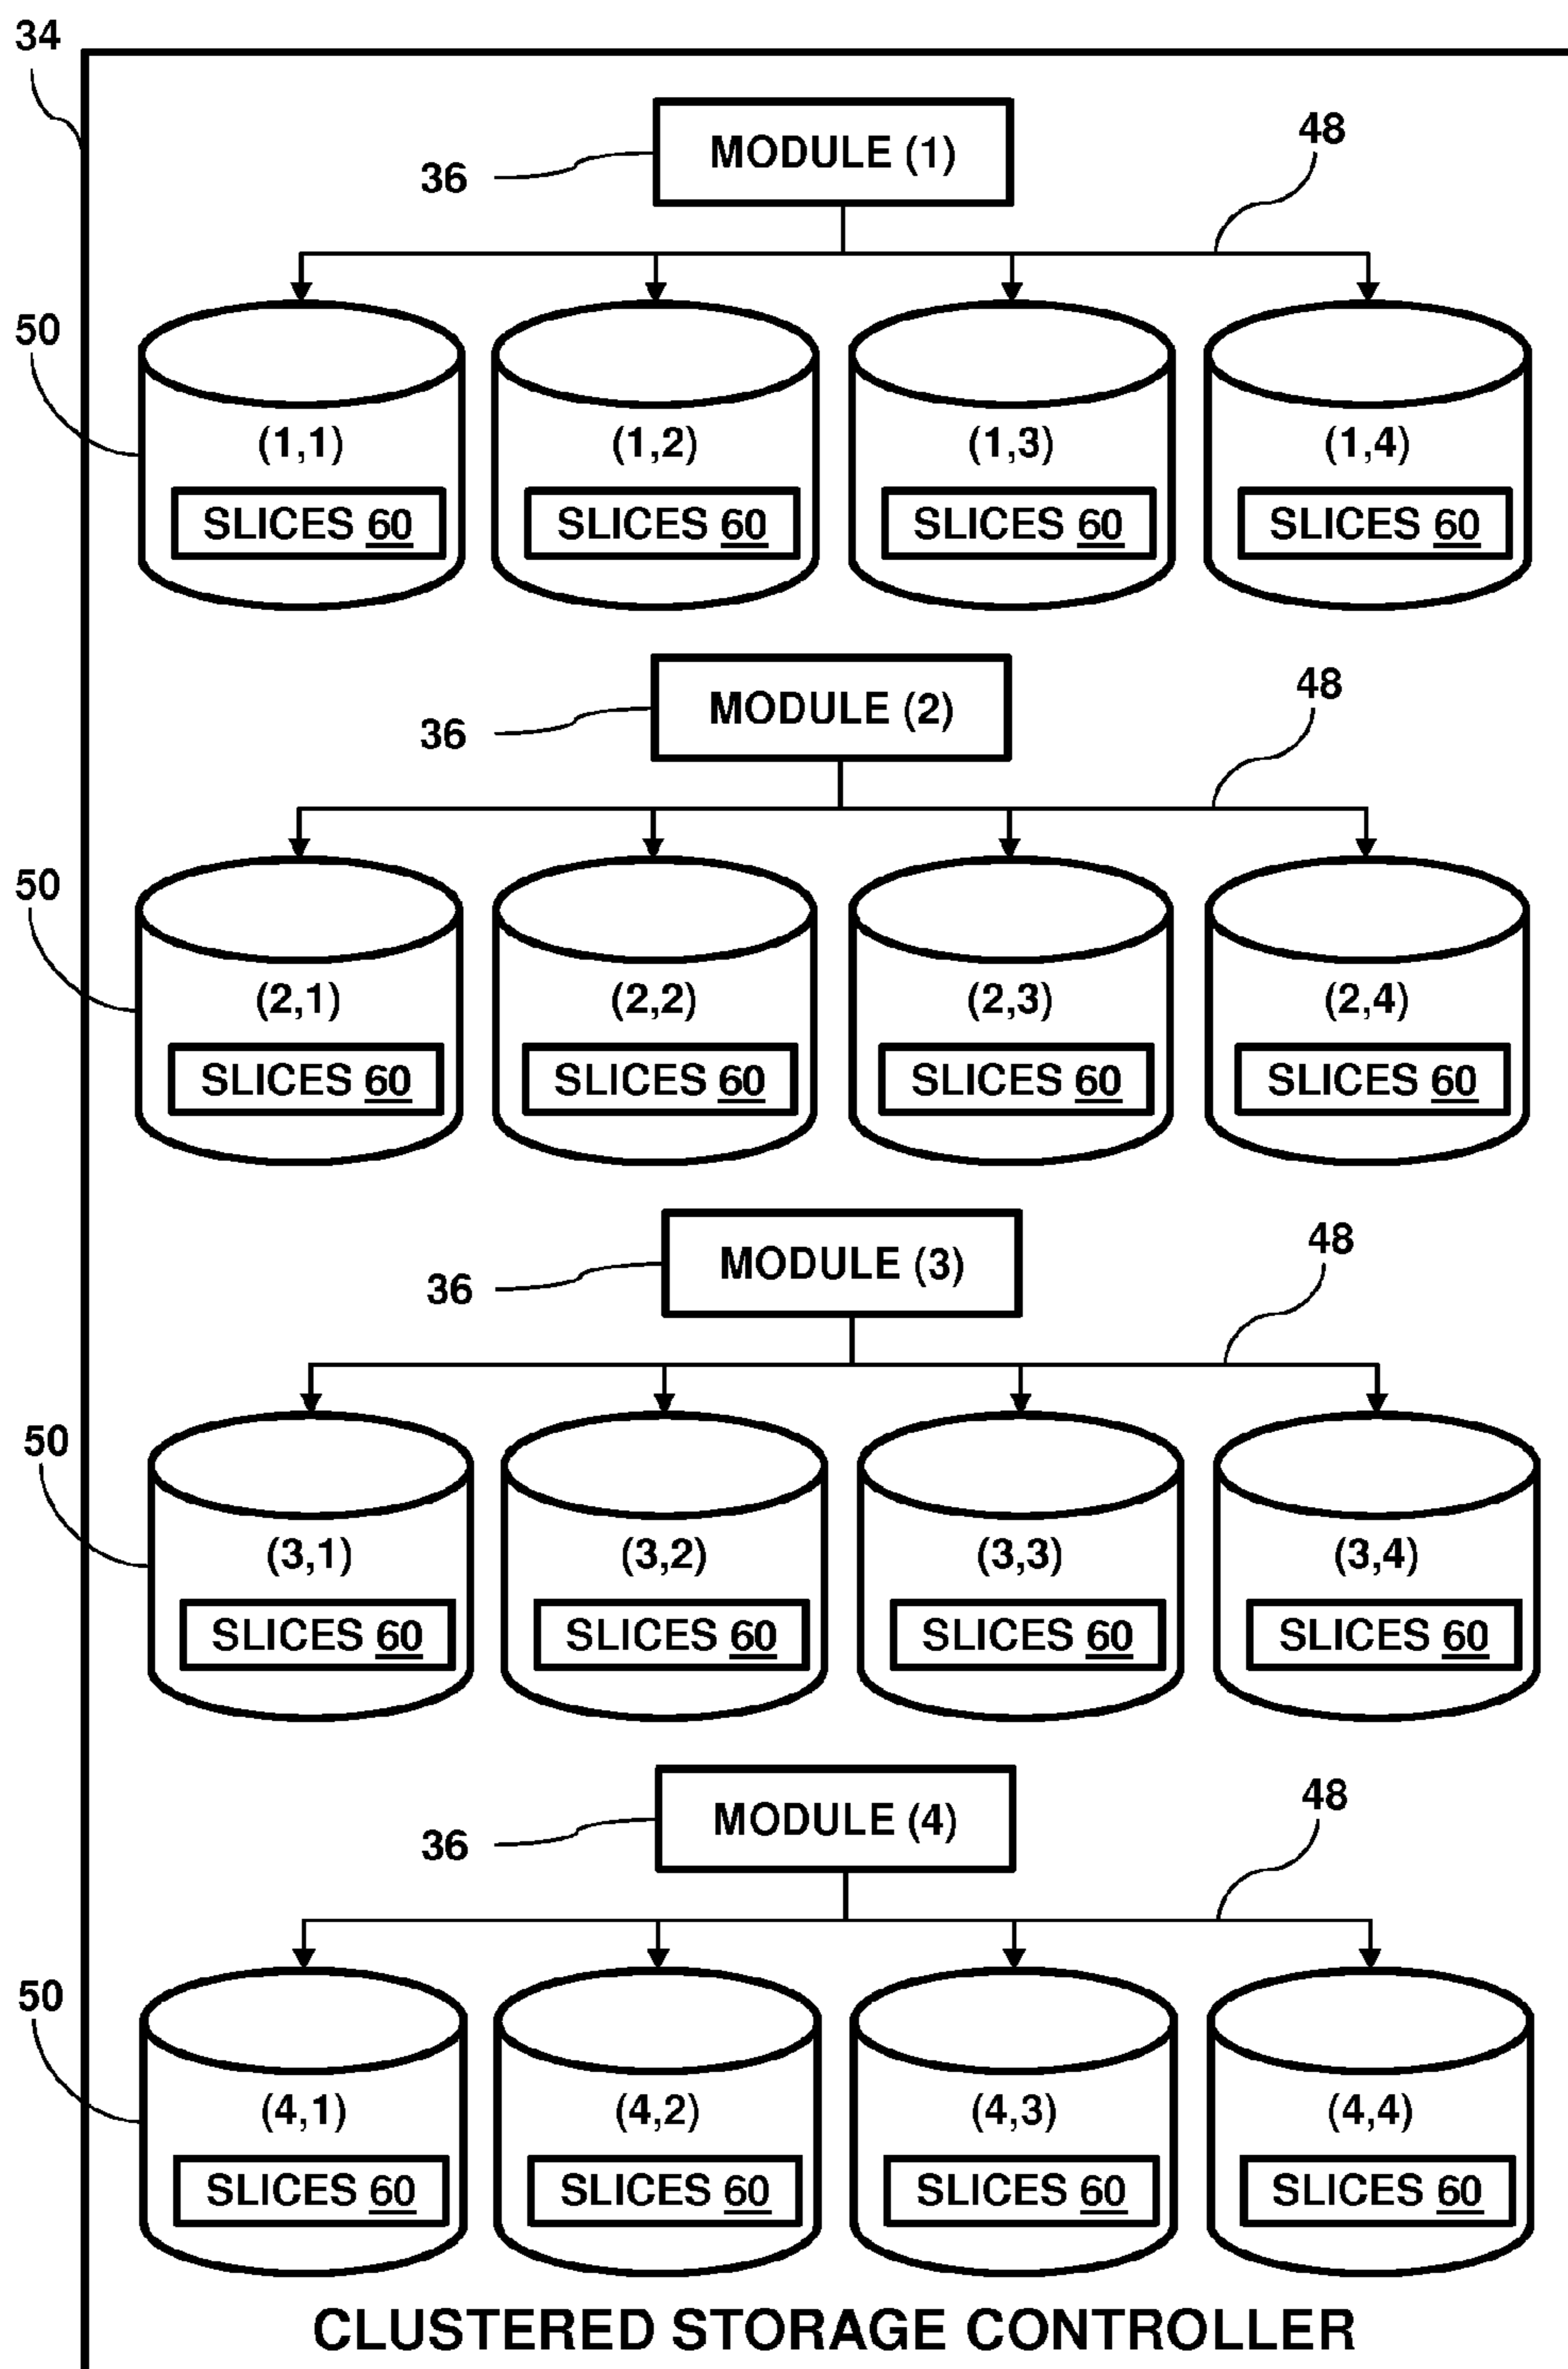 34
MODULE (1)
48
36
50
(1,1) (1,2) (1,3) (1,4)
SLICES 60 SLICES 60 SLICES 60 SLICES 60
MODULE (2)
48
36
50
(2,1) (2,2) (2,3) (2,4)
SLICES 60 SLICES 60 SLICES 60 SLICES 60
MODULE (3)
48
36
50
(3,1) (3,2) (3,3) (3,4)
SLICES 60 SLICES 60 SLICES 60 SLICES 60
MODULE (4)
48
36
50
(4,1) (4,2) (4,3) (4,4)
SLICES 60 SLICES 60 SLICES 60 SLICES 60
CLUSTERED STORAGE CONTROLLER